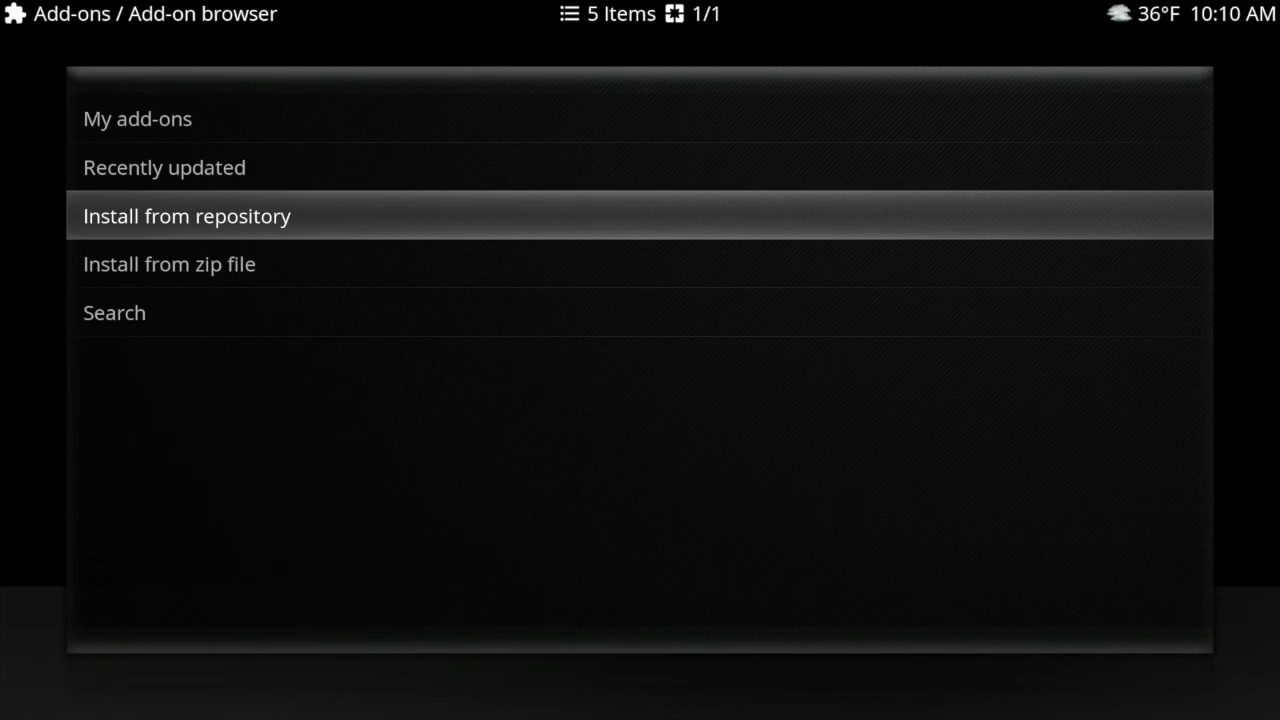 Add-ons / Add-on browser
5 Items 1/1
36°F 10:10 AM
My add-ons
Recently updated
Install from repository
Install from zip file
Search